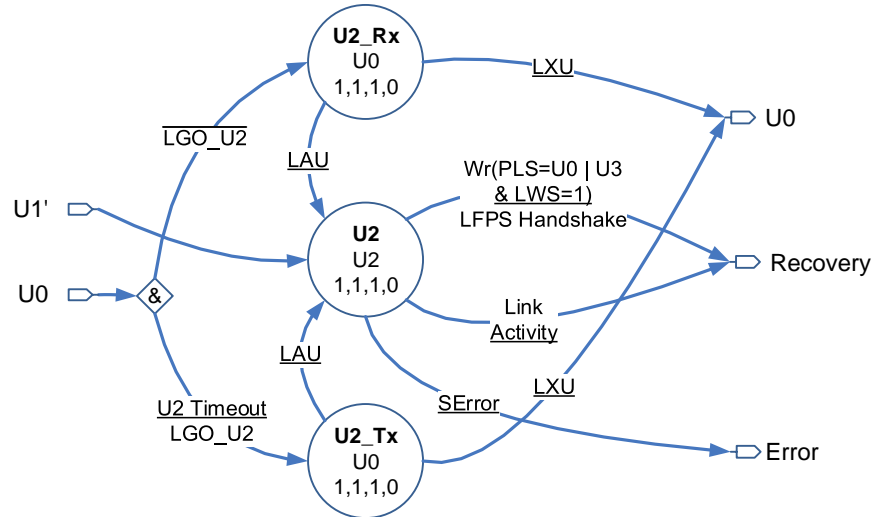 U2_Rx
U0
1,1,1,0
LXU
U0
LGO_U2
LAU
Wr(PLS=U0 | U3
& LWS=1)
LFPS Handshake
U1'
U2
U2
1,1,1,0
Recovery
U0
&
Link
Activity
LAU
LXU
U2 Timeout
LGO_U2
SError
U2_Tx
U0
1,1,1,0
Error